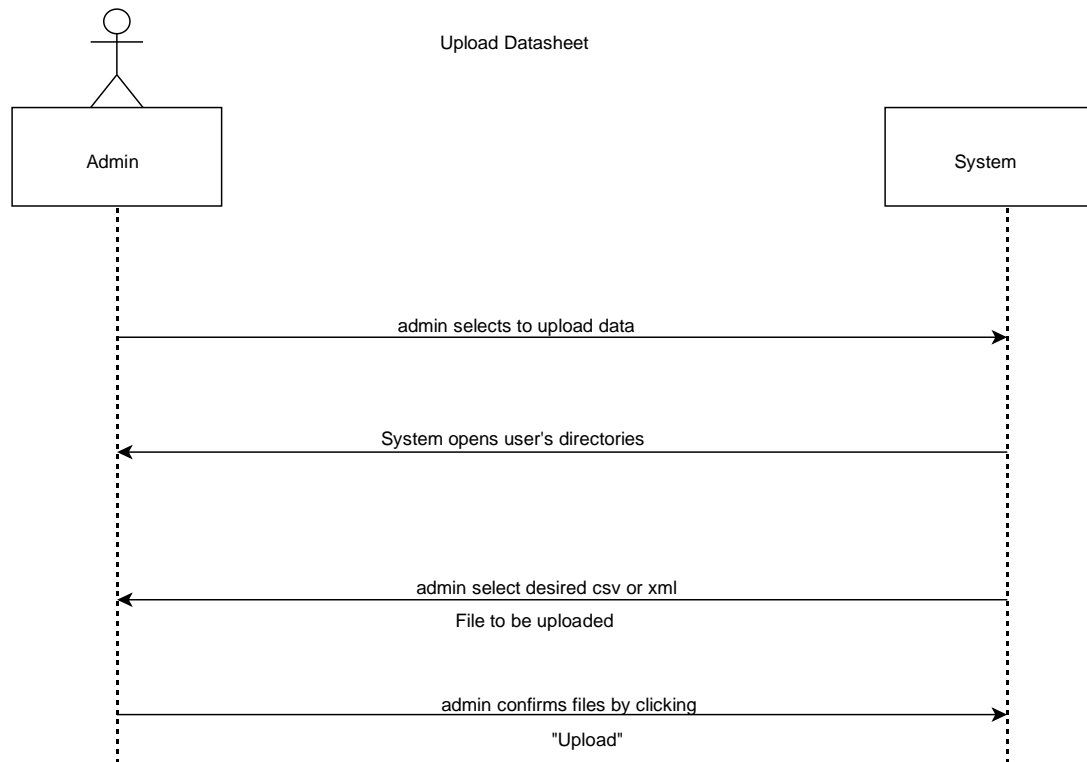 Upload Datasheet
Admin
System
admin selects to upload data
System opens user's directories
admin select desired csv or xml
File to be uploaded
admin confirms files by clicking
"Upload"